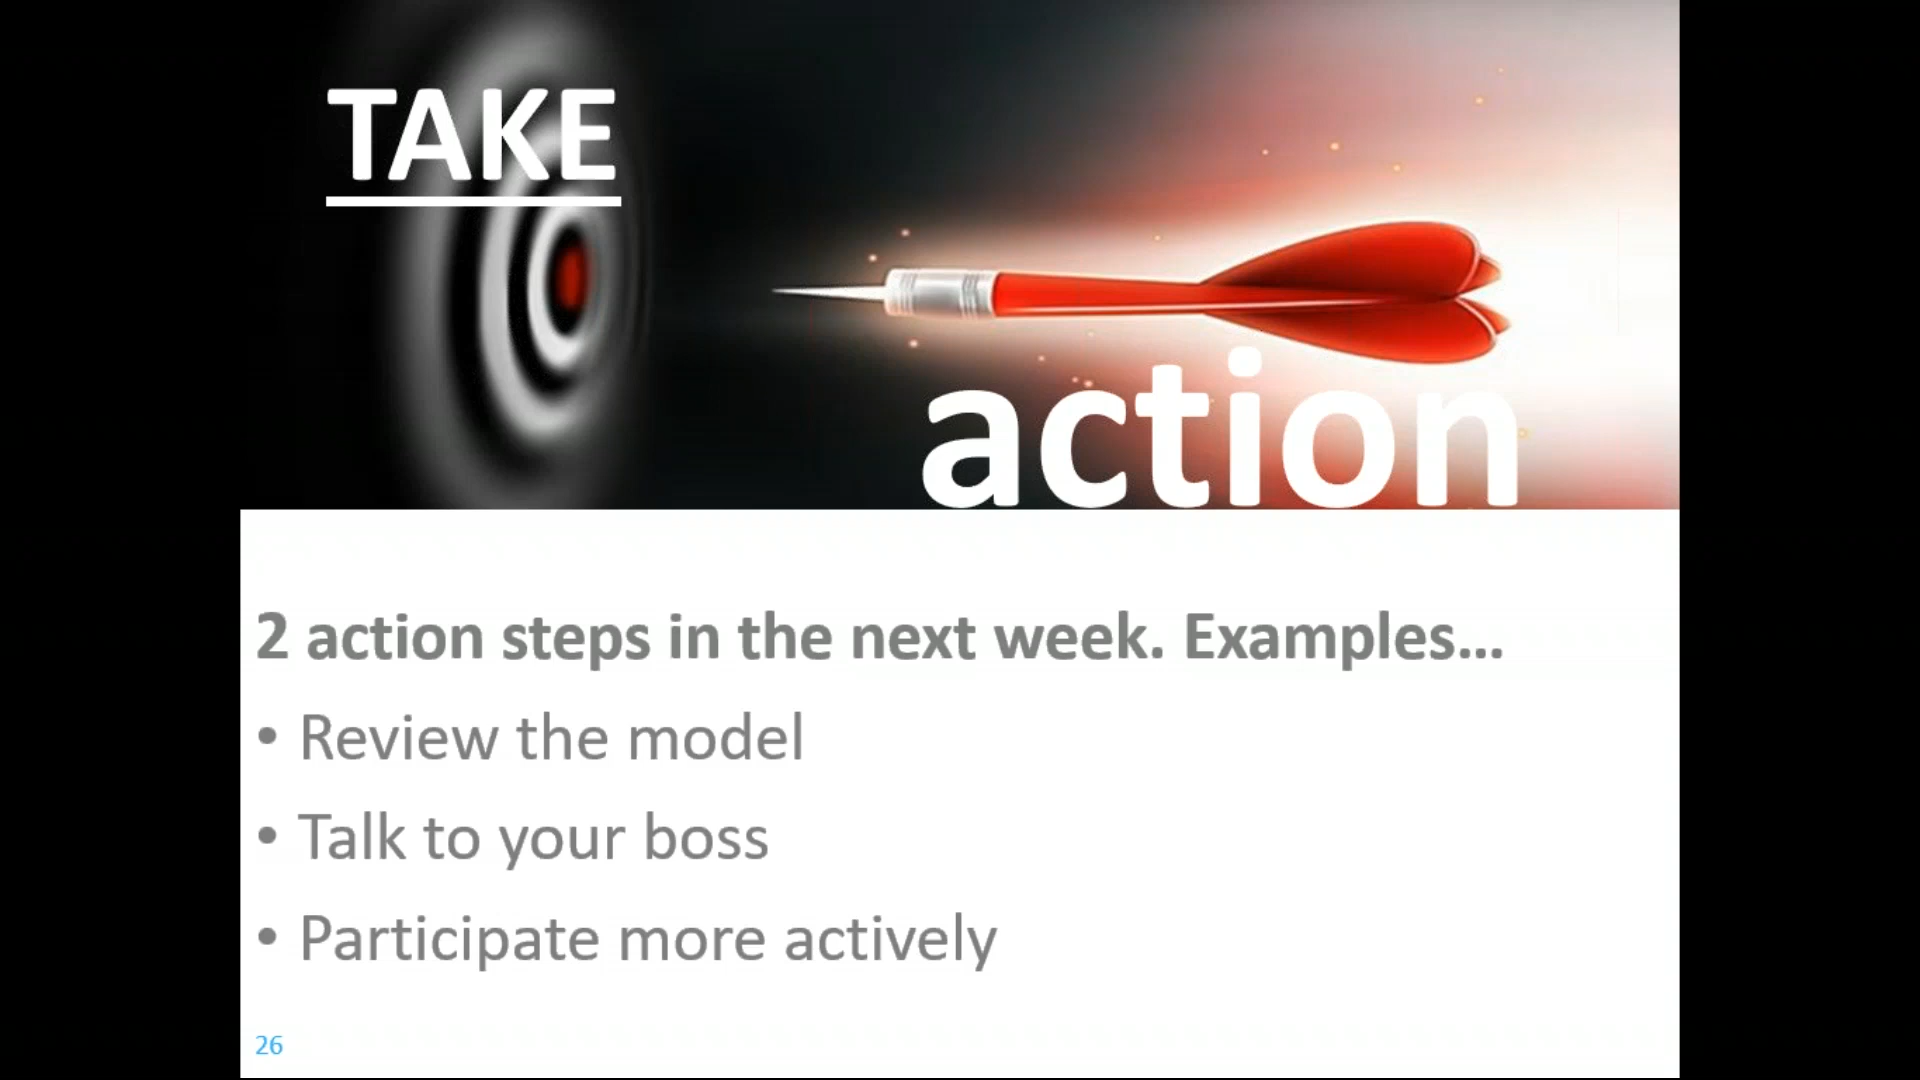 TAKE
action
2 action steps in the next week. Examples...
• Review the model
• Talk to your boss
• Participate more actively
26